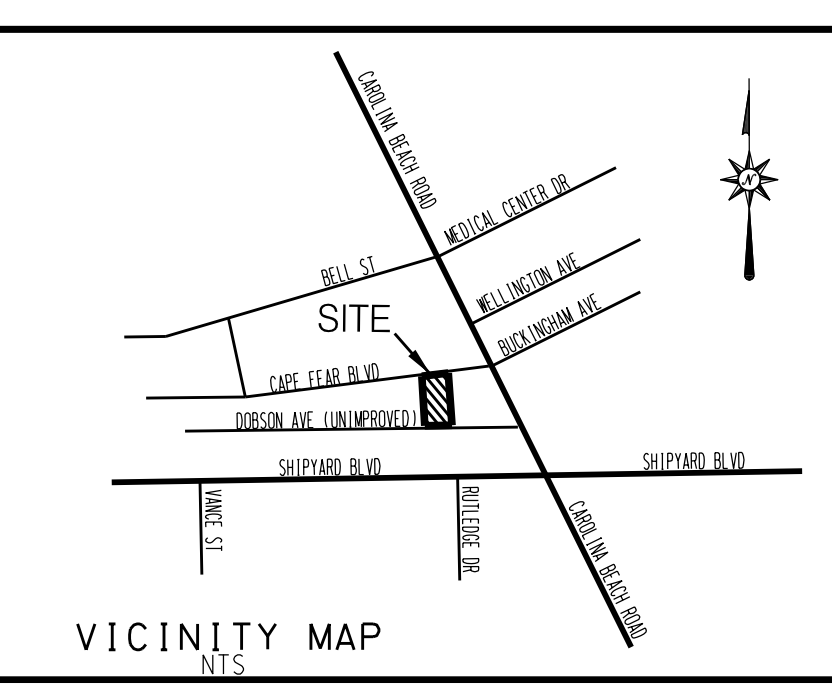 CAROLINA BEACH ROAD
MEDICAL CENTER DR
BELL ST
WELLINGTON AVE
SITE
BUCKINGHAM AVE
CAPE FEAR BLVD
DOBSON AVE (UNIMPROVED)
SHIPYARD BLVD
SHIPYARD BLVD
VANCE ST
RUTLEDGE DR
CAROLINA BEACH ROAD
N
VICINITY MAP
NTS